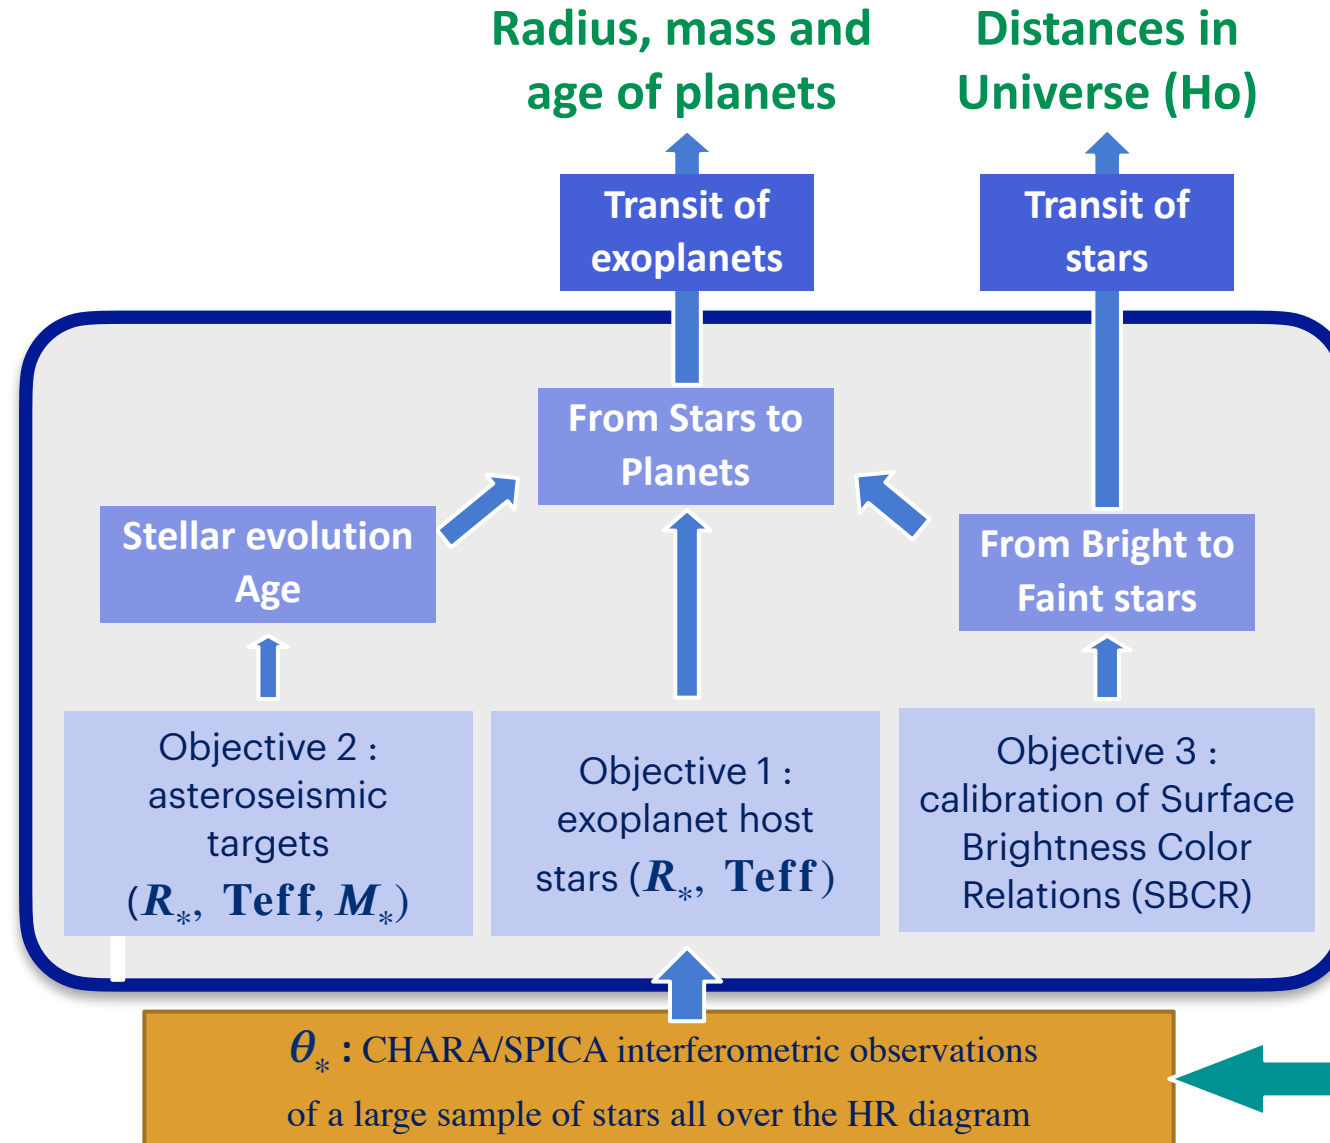 Radius, mass and
age of planets
Distances in
Universe (Ho)
Transit of
exoplanets
Transit of
stars
From Stars to
Planets
Stellar evolution
Age
From Bright to
Faint stars
Objective 2 :
asteroseismic
targets
(R*, Teff, M*)
Objective 1 :
exoplanet host
stars (R*, Teff)
Objective 3 :
calibration of Surface
Brightness Color
Relations (SBCR)
θ* : CHARA/SPICA interferometric observations
of a large sample of stars all over the HR diagram